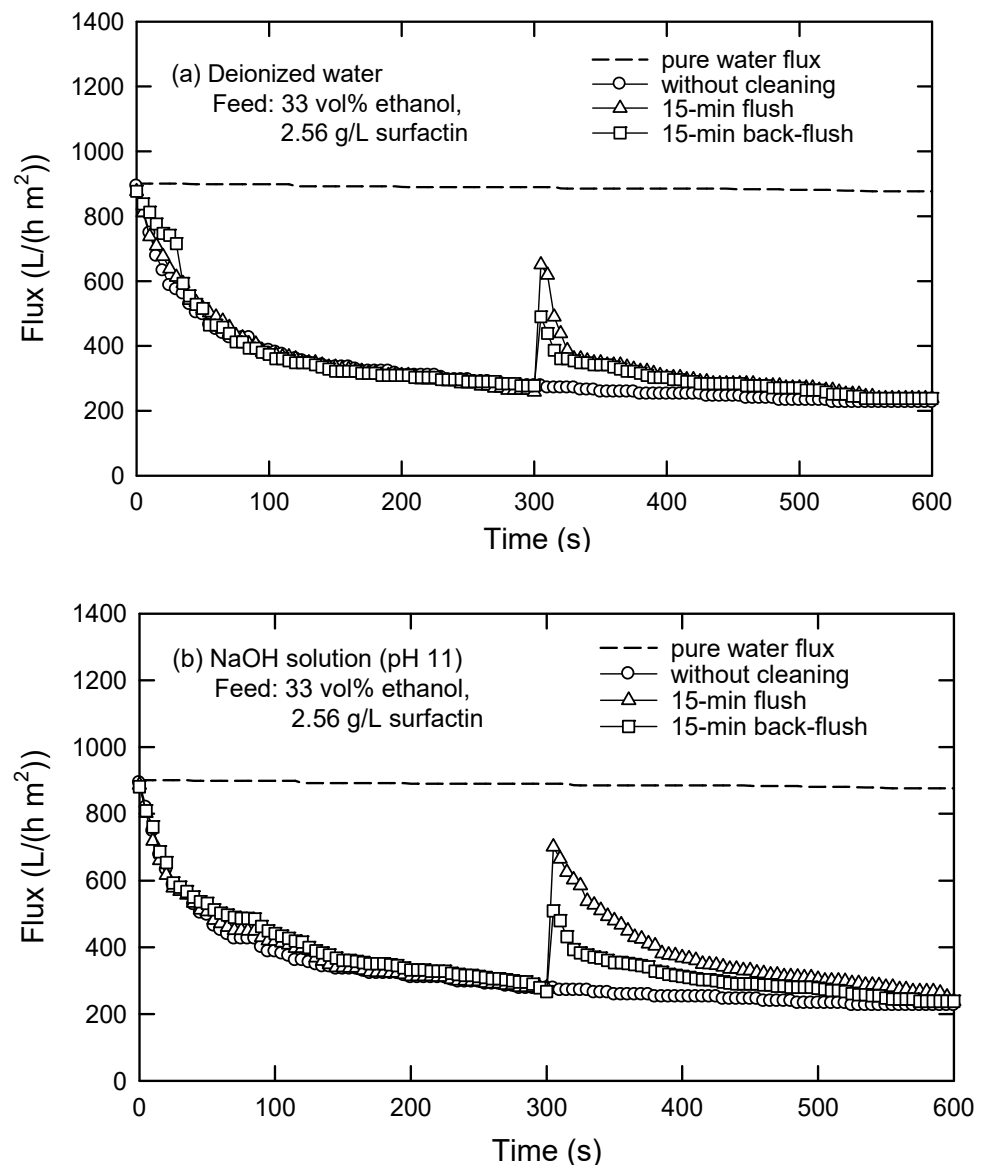 1400
1200
1000
800
600
400
200
0
Flux (L/(h m²))
(a) Deionized water
Feed: 33 vol% ethanol,
2.56 g/L surfactin
pure water flux
without cleaning
15-min flush
15-min back-flush
0 100 200 300 400 500 600
Time (s)
1400
1200
1000
800
600
400
200
0
Flux (L/(h m²))
(b) NaOH solution (pH 11)
Feed: 33 vol% ethanol,
2.56 g/L surfactin
pure water flux
without cleaning
15-min flush
15-min back-flush
0 100 200 300 400 500 600
Time (s)